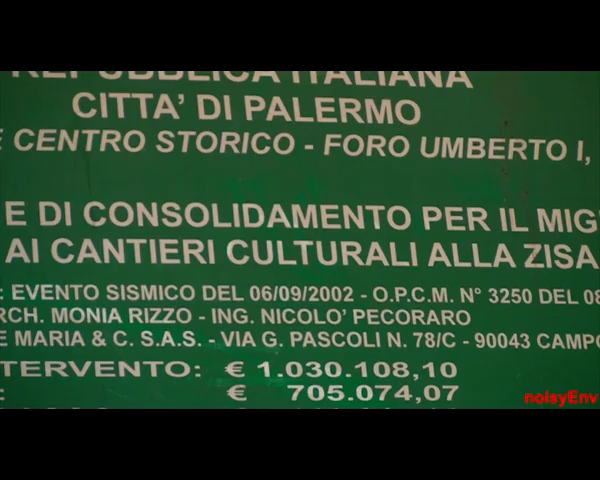 REPUBBLICA ITALIANA
CITTA' DI PALERMO
E CENTRO STORICO - FORO UMBERTO I,
E DI CONSOLIDAMENTO PER IL MIG
AI CANTIERI CULTURALI ALLA ZISA
: EVENTO SISMICO DEL 06/09/2002 - O.P.C.M. N° 3250 DEL 08
RCH. MONIA RIZZO - ING. NICOLO' PECORARO
E MARIA & C. S.A.S. - VIA G. PASCOLI N. 78/C - 90043 CAMPO
TERVENTO: € 1.030.108,10
: € 705.074,07
noisyEnv